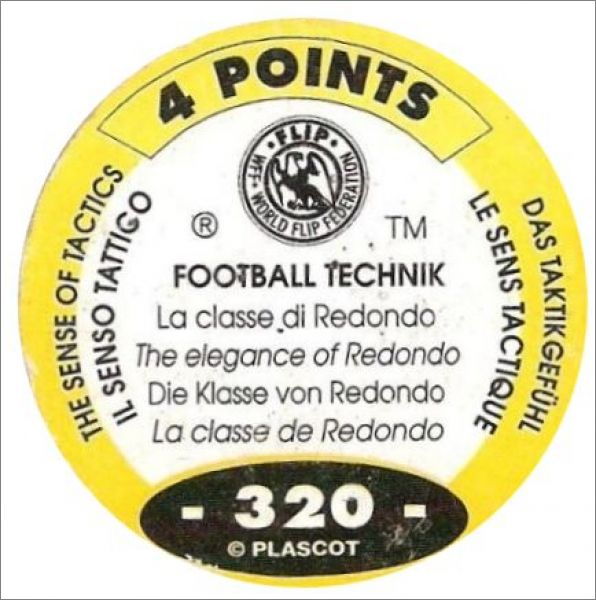 4 POINTS
THE SENSE OF TACTICS
IL SENSO TATTIGO
LE SENS TACTIQUE
DAS TAKTIKGEFÜHL
• FLIP •
WFF • WORLD FLIP FEDERATION
® TM
FOOTBALL TECHNIK
La classe di Redondo
The elegance of Redondo
Die Klasse von Redondo
La classe de Redondo
- 320 -
© PLASCOT